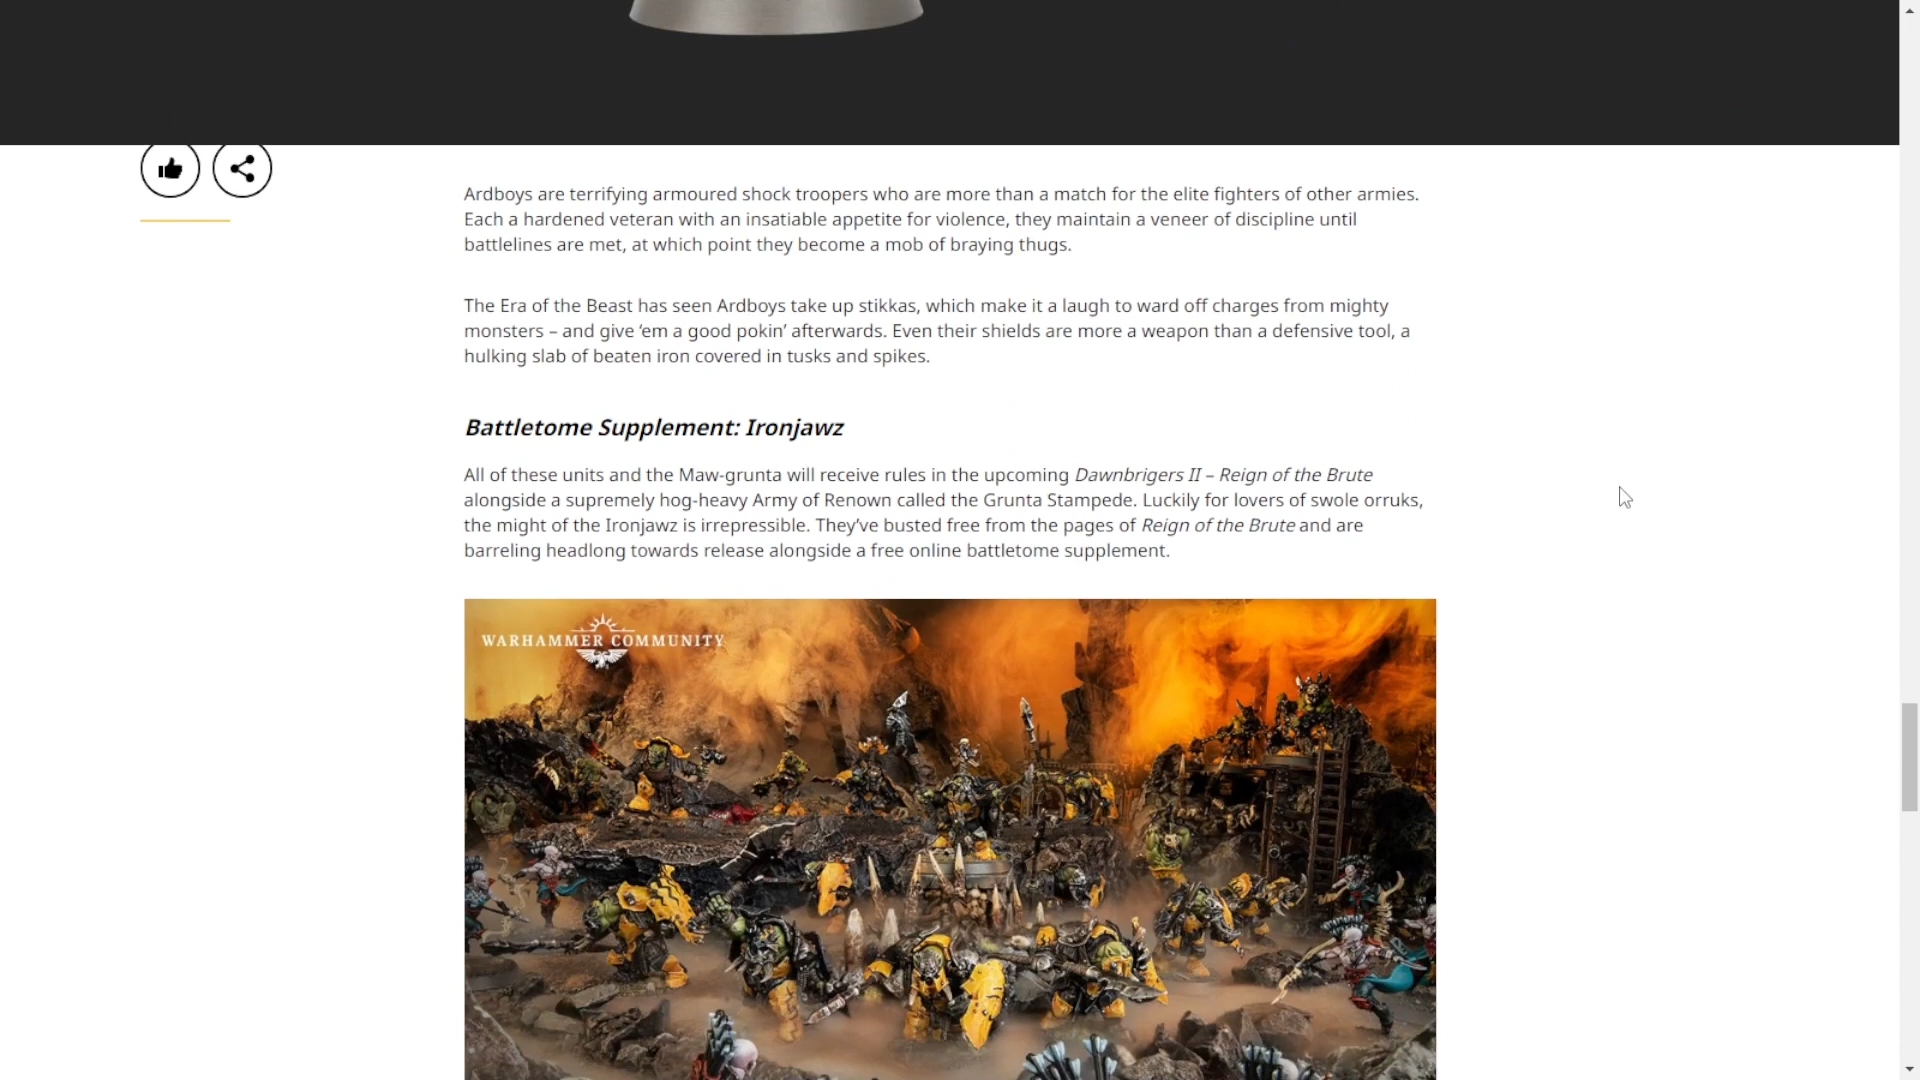 Ardboys are terrifying armoured shock troopers who are more than a match for the elite fighters of other armies.
Each a hardened veteran with an insatiable appetite for violence, they maintain a veneer of discipline until
battlelines are met, at which point they become a mob of braying thugs.
The Era of the Beast has seen Ardboys take up stikkas, which make it a laugh to ward off charges from mighty
monsters – and give ‘em a good pokin’ afterwards. Even their shields are more a weapon than a defensive tool, a
hulking slab of beaten iron covered in tusks and spikes.
Battletome Supplement: Ironjawz
All of these units and the Maw-grunta will receive rules in the upcoming Dawnbrigers II – Reign of the Brute
alongside a supremely hog-heavy Army of Renown called the Grunta Stampede. Luckily for lovers of swole orruks,
the might of the Ironjawz is irrepressible. They’ve busted free from the pages of Reign of the Brute and are
barreling headlong towards release alongside a free online battletome supplement.
WARHAMMER COMMUNITY